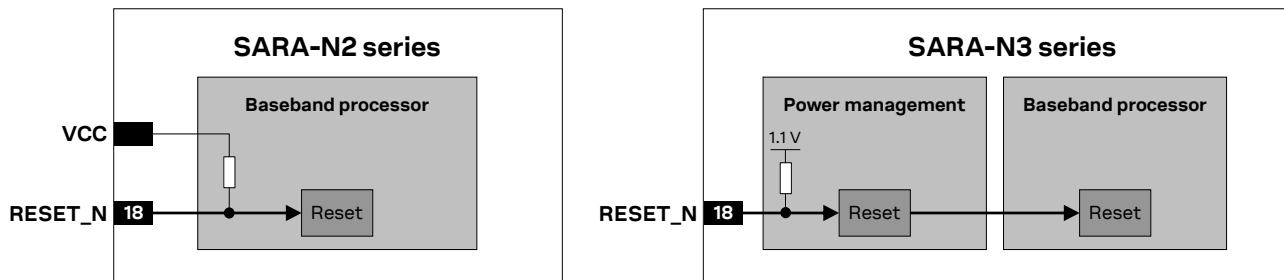 SARA-N2 series
Baseband processor
VCC
RESET_N
18
Reset
SARA-N3 series
Power management
Baseband processor
1.1 V
RESET_N
18
Reset
Reset